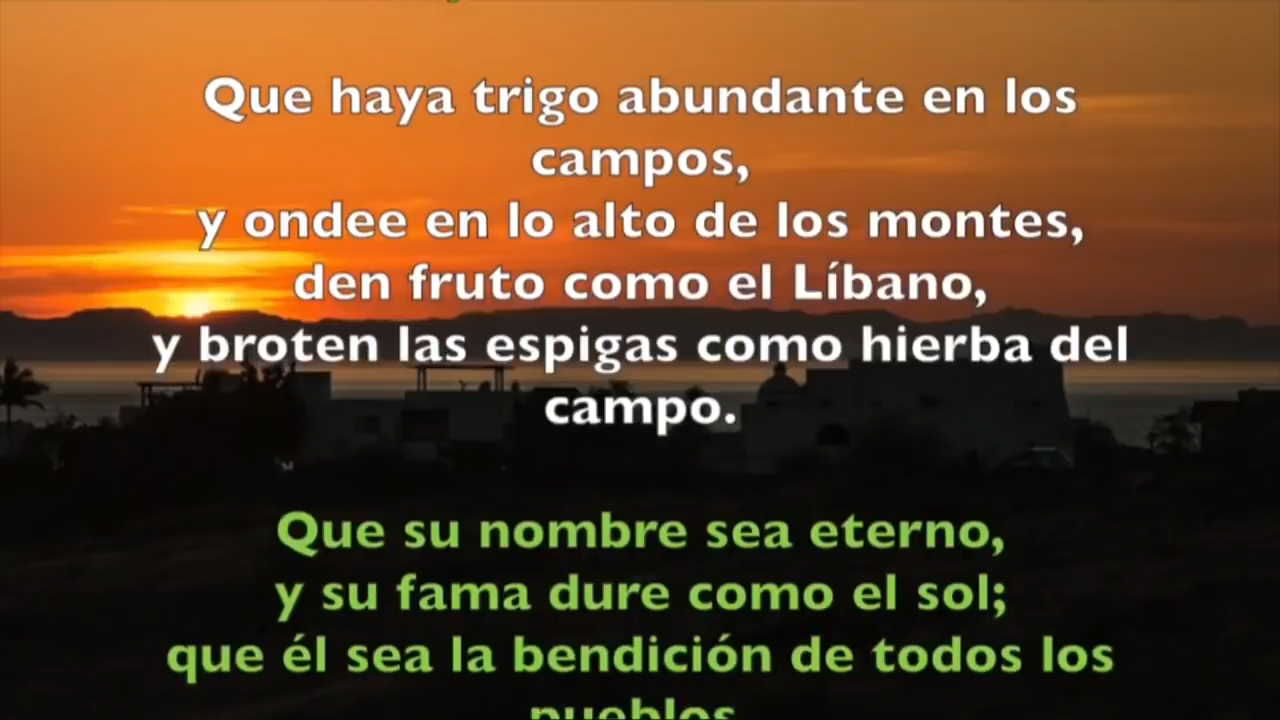 Que haya trigo abundante en los
campos,
y ondee en lo alto de los montes,
den fruto como el Líbano,
y broten las espigas como hierba del
campo.
Que su nombre sea eterno,
y su fama dure como el sol;
que él sea la bendición de todos los
pueblos